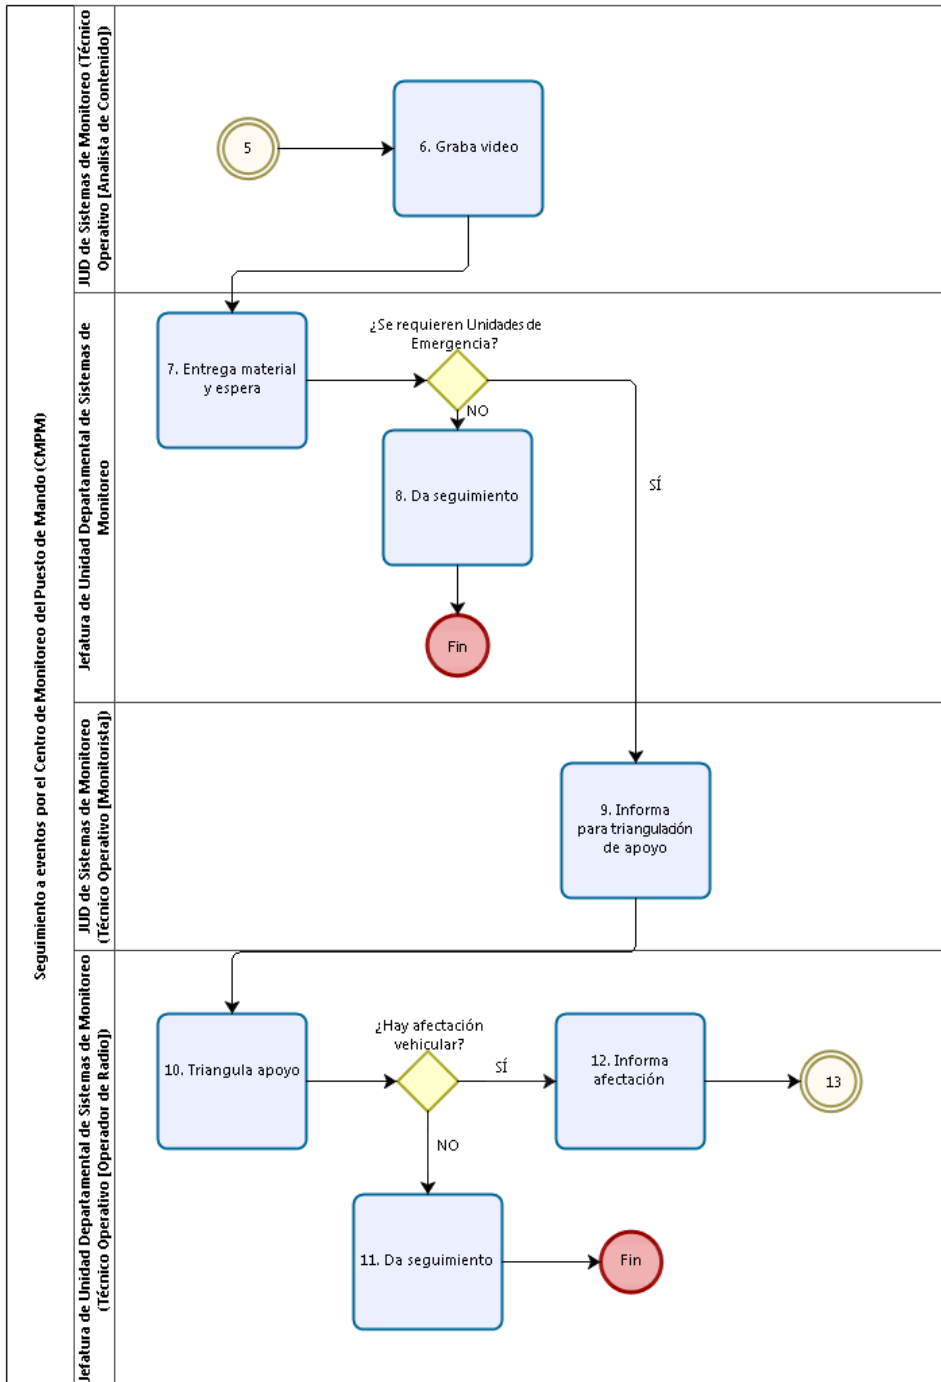 Seguimiento a eventos por el Centro de Monitoreo del Puesto de Mando (CMPM)
JUD de Sistemas de Monitoreo (Técnico
Operativo [Analista de Contenido])
5
6. Graba video
Jefatura de Unidad Departamental de Sistemas de
Monitoreo
7. Entrega material
y espera
¿Se requieren Unidades de
Emergencia?
NO
SÍ
8. Da seguimiento
Fin
JUD de Sistemas de Monitoreo
(Técnico Operativo [Monitorista])
9. Informa
para triangulación
de apoyo
Jefatura de Unidad Departamental de Sistemas de Monitoreo
(Técnico Operativo [Operador de Radio])
10. Triangula apoyo
¿Hay afectación
vehicular?
SÍ
12. Informa
afectación
13
NO
11. Da seguimiento
Fin